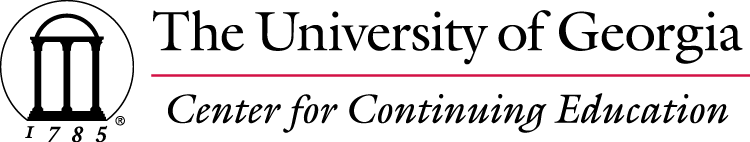 The University of Georgia
Center for Continuing Education
1785®